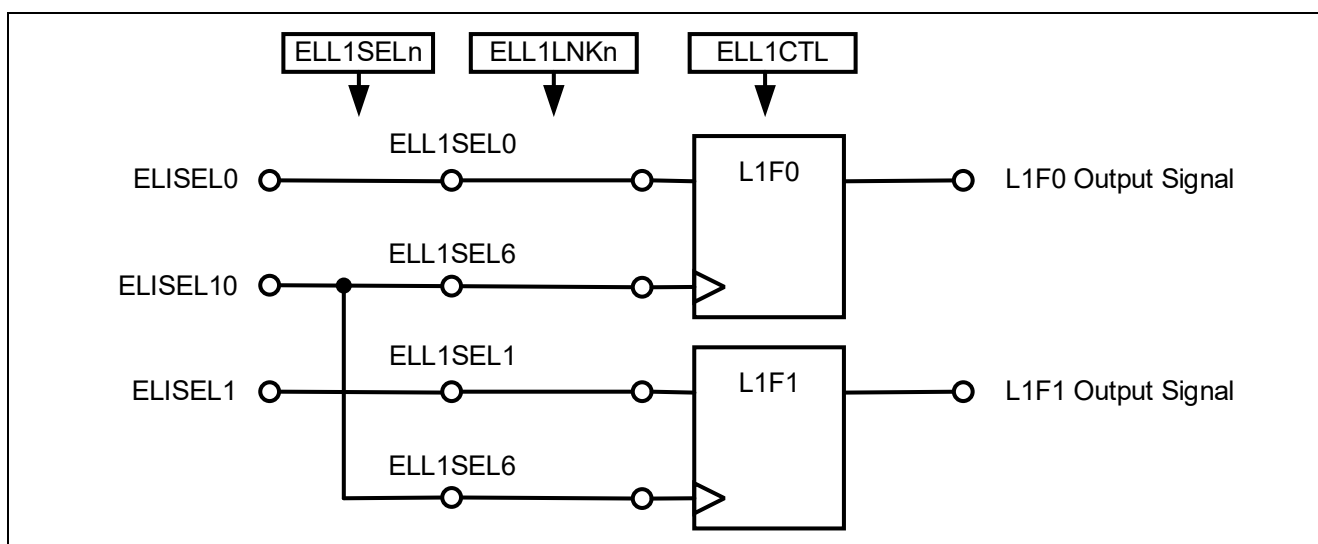 ELL1SELn ELL1LNKn ELL1CTL
ELL1SEL0
ELISEL0 L1F0 L1F0 Output Signal
ELL1SEL6
ELISEL10
ELL1SEL1
ELISEL1 L1F1 L1F1 Output Signal
ELL1SEL6